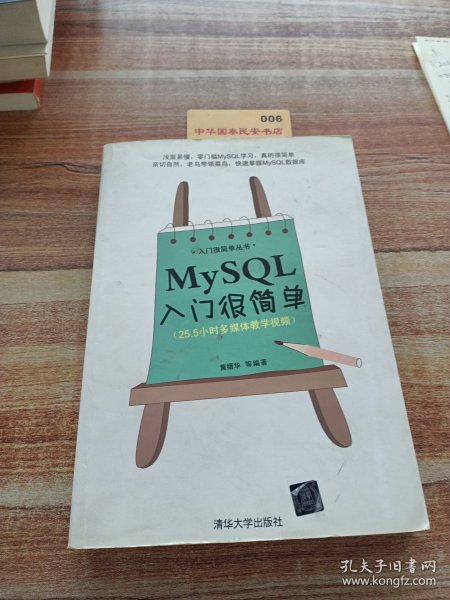 006
中华国泰民安书店
浅显易懂,零门槛MySQL学习,真的很简单
亲切自然,老鸟带领菜鸟,快速掌握MySQL数据库
•入门很简单丛书•
MySQL
入门很简单
(25.5小时多媒体教学视频)
黄缙华 等编著
清华大学出版社
孔夫子旧书网
www.kongfz.com